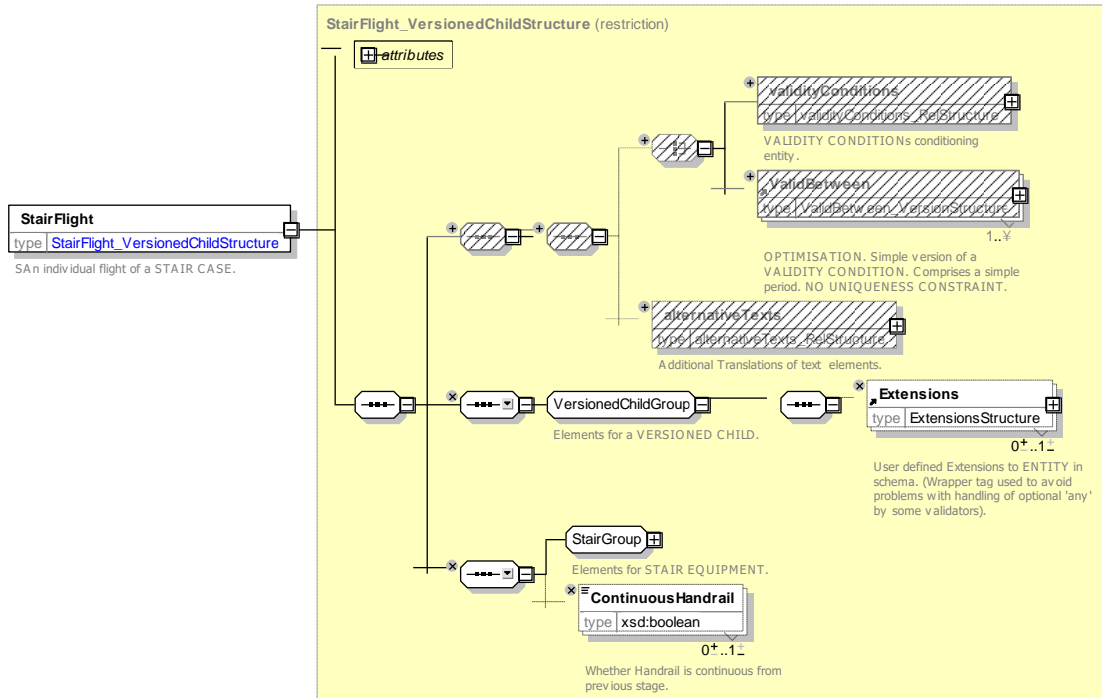 StairFlight_VersionedChildStructure (restriction)
attributes
validityConditions
type validityConditions_RelStructure
VALIDITY CONDITIONs conditioning
entity.
ValidBetween
type ValidBetween_VersionStructure
1..¥
OPTIMISATION. Simple version of a
VALIDITY CONDITION. Comprises a simple
period. NO UNIQUENESS CONSTRAINT.
StairFlight
type StairFlight_VersionedChildStructure
SAn individual flight of a STAIR CASE.
alternativeTexts
type alternativeTexts_RelStructure
Additional Translations of text elements.
VersionedChildGroup
Elements for a VERSIONED CHILD.
Extensions
type ExtensionsStructure
0..1
User defined Extensions to ENTITY in
schema. (Wrapper tag used to avoid
problems with handling of optional 'any'
by some validators).
StairGroup
Elements for STAIR EQUIPMENT.
ContinuousHandrail
type xsd:boolean
0..1
Whether Handrail is continuous from
previous stage.